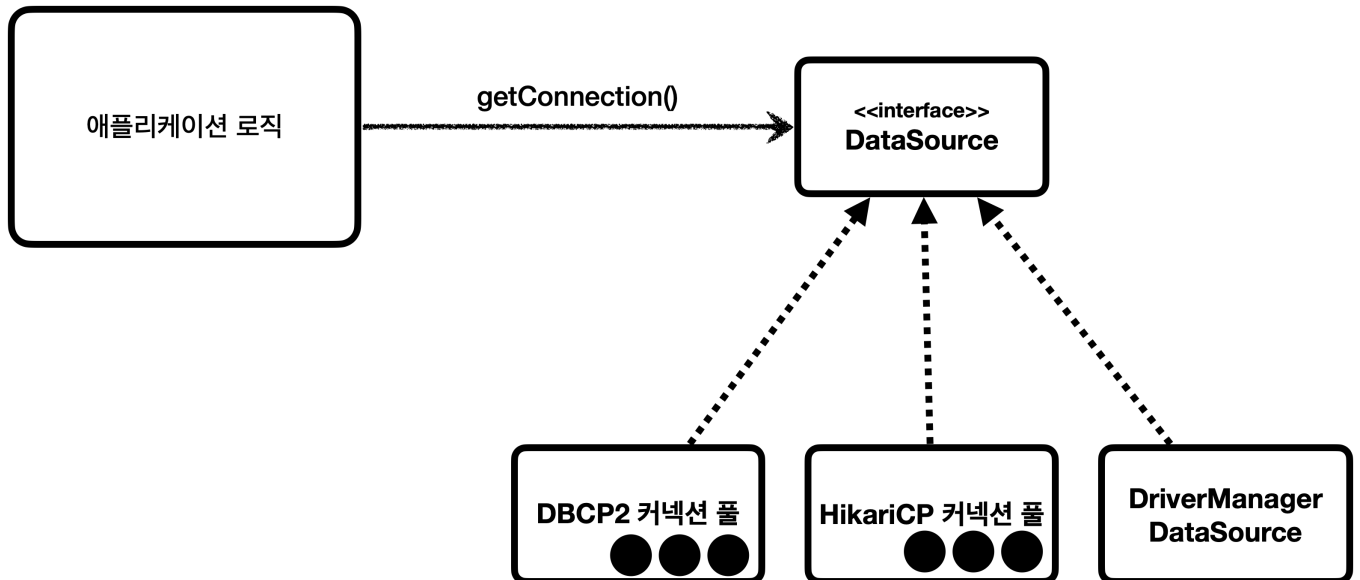 애플리케이션 로직
getConnection()
<<interface>>
DataSource
DBCP2 커넥션 풀
HikariCP 커넥션 풀
DriverManager
DataSource